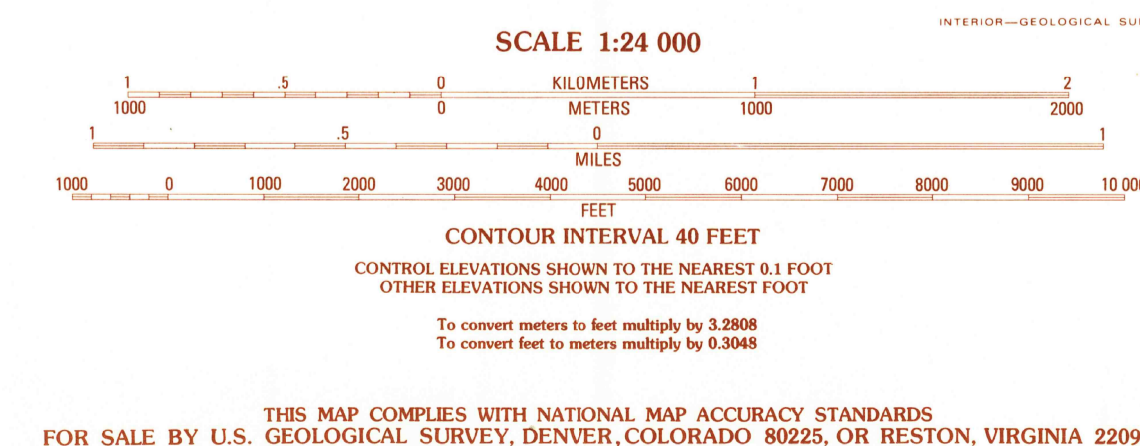 INTERIOR—GEOLOGICAL
SCALE 1:24 000
1 .5 0 KILOMETERS 1 2
1000 0 METERS 1000 2000
1 .5 0 1
MILES
1000 0 1000 2000 3000 4000 5000 6000 7000 8000 9000 10 000
FEET
CONTOUR INTERVAL 40 FEET
CONTROL ELEVATIONS SHOWN TO THE NEAREST 0.1 FOOT
OTHER ELEVATIONS SHOWN TO THE NEAREST FOOT
To convert meters to feet multiply by 3.2808
To convert feet to meters multiply by 0.3048
THIS MAP COMPLIES WITH NATIONAL MAP ACCURACY STANDARDS
FOR SALE BY U.S. GEOLOGICAL SURVEY, DENVER, COLORADO 80225, OR RESTON, VIRGINIA 2209